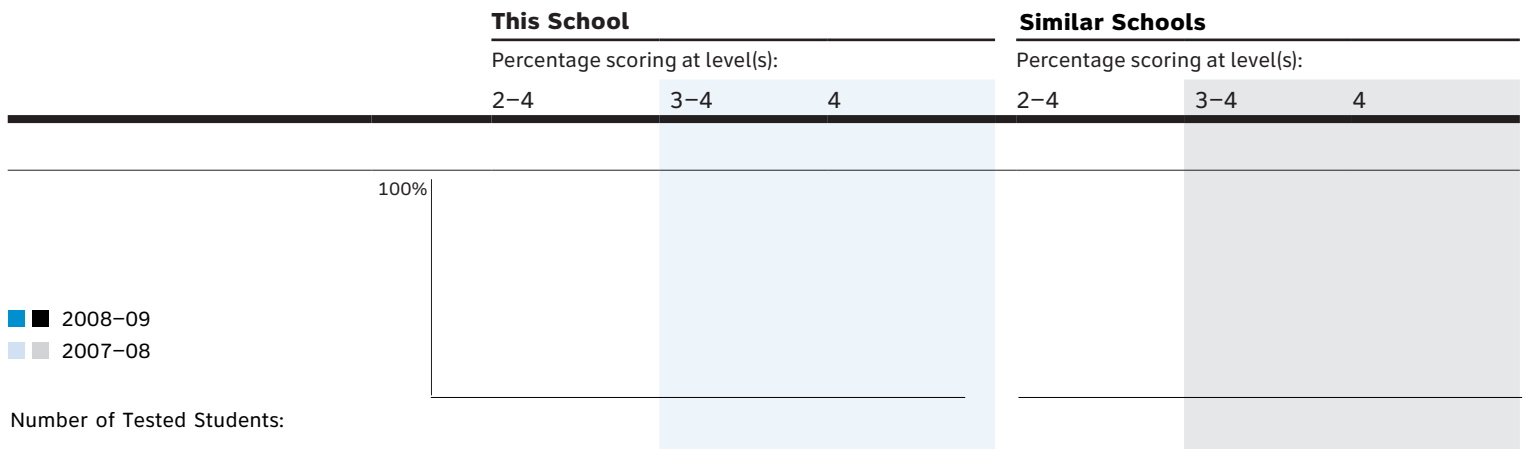 This School Similar Schools
Percentage scoring at level(s): Percentage scoring at level(s):
2–4 3–4 4 2–4 3–4 4
100%
2008–09
2007–08
Number of Tested Students: